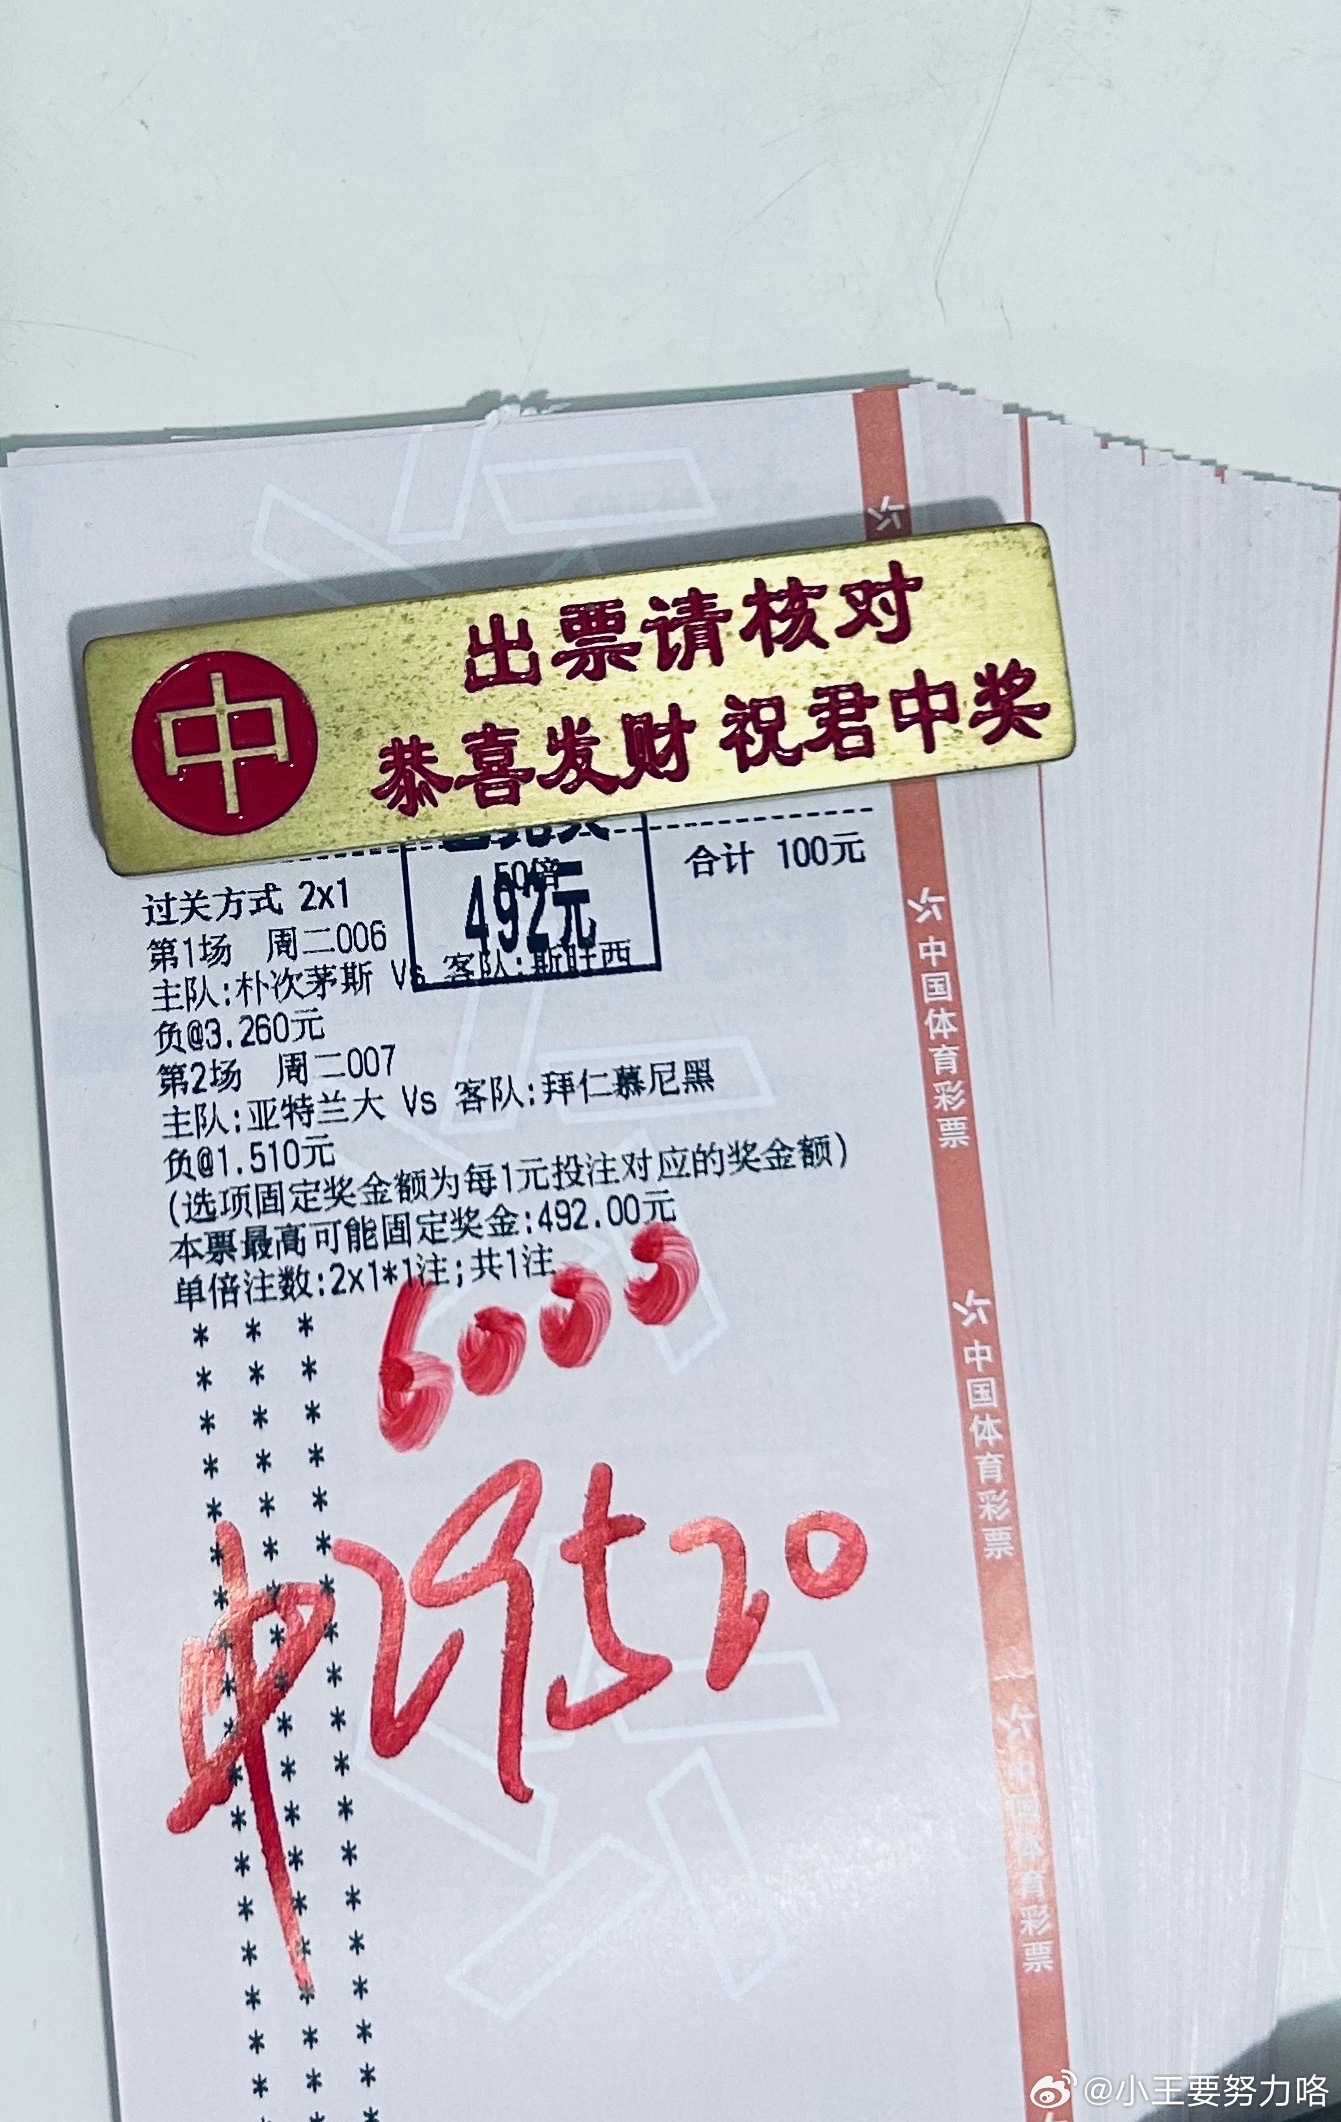 中
出票请核对
恭喜发财 祝君中奖
50倍
合计 100元
492元
过关方式 2x1
第1场 周二006
主队:朴次茅斯 Vs 客队:斯旺西
负@3.260元
第2场 周二007
主队:亚特兰大 Vs 客队:拜仁慕尼黑
负@1.510元
(选项固定奖金额为每1元投注对应的奖金额)
本票最高可能固定奖金:492.00元
单倍注数:2x1*1注;共1注
6000
中29520
中国体育彩票
中国体育彩票
中国体育彩票
@小王要努力咯